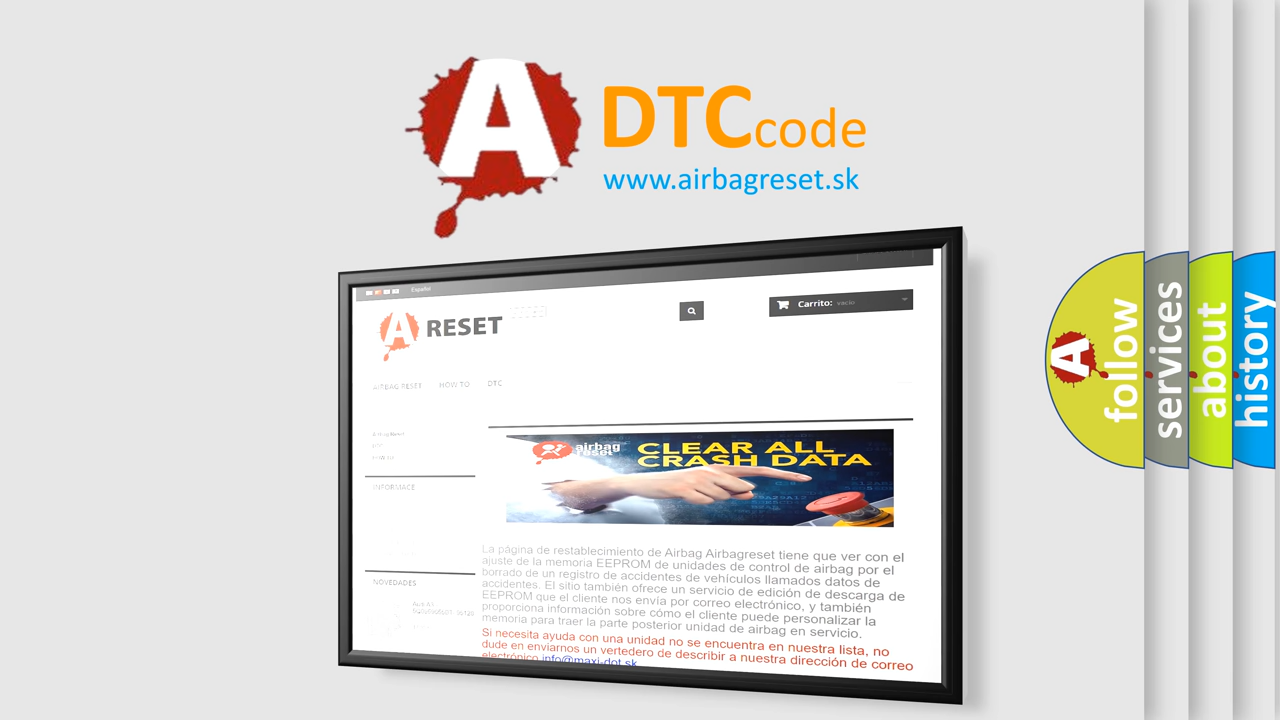 A DTCcode
www.airbagreset.sk
Español
A RESET
Carrito: vacío
AIRBAG RESET HOW TO DTC
Airbag Reset
DTC
HOW TO
INFORMACE
airbag
reset
CLEAR ALL
CRASH DATA
La página de restablecimiento de Airbag Airbagreset tiene que ver con el
ajuste de la memoria EEPROM de unidades de control de airbag por el
borrado de un registro de accidentes de vehículos llamados datos de
accidentes. El sitio también ofrece un servicio de edición de descarga de
EEPROM que el cliente nos envía por correo electrónico, y también
proporciona información sobre cómo el cliente puede personalizar la
memoria para traer la parte posterior unidad de airbag en servicio.
Si necesita ayuda con una unidad no se encuentra en nuestra lista, no
dude en enviarnos un vertedero de describir a nuestra dirección de correo
electrónico info@maxi-dot.sk
NOVEDADES
A follow
services
about
history